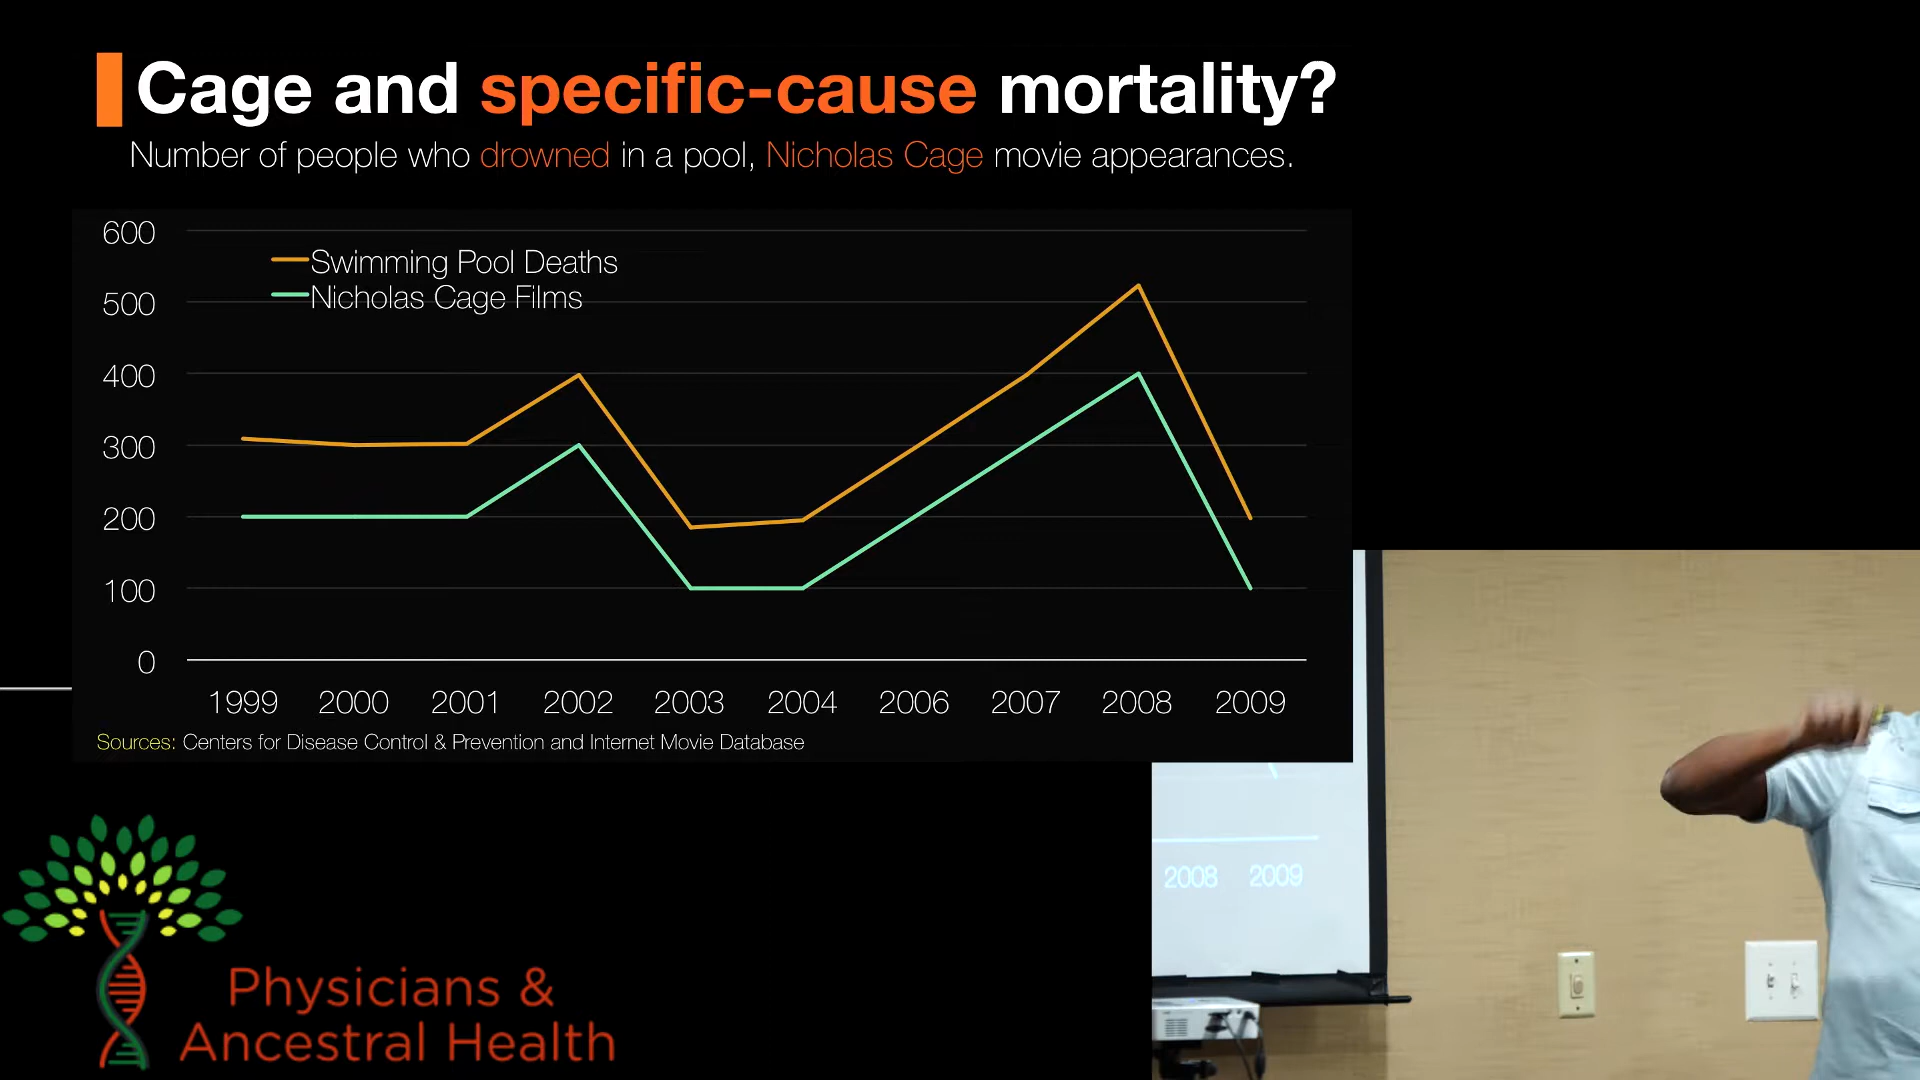 Cage and specific-cause mortality?
Number of people who drowned in a pool, Nicholas Cage movie appearances.
600
Swimming Pool Deaths
Nicholas Cage Films
500
400
300
200
100
0
1999 2000 2001 2002 2003 2004 2006 2007 2008 2009
Sources: Centers for Disease Control & Prevention and Internet Movie Database
2008 2009
Physicians &
Ancestral Health